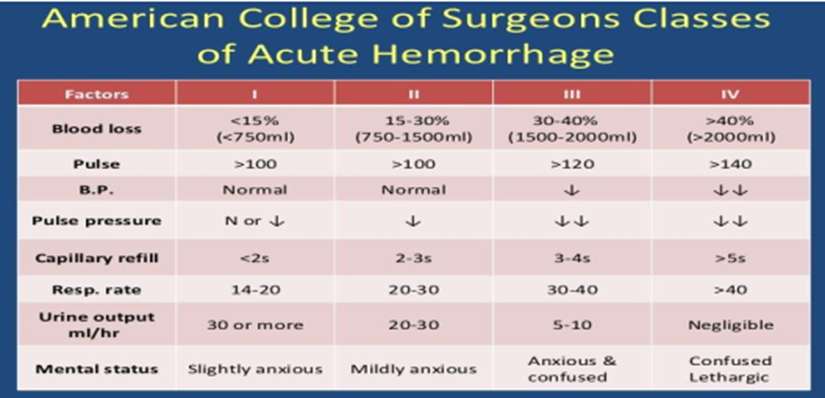 American College of Surgeons Classes
of Acute Hemorrhage
Factors I II III IV
Blood loss <15% (<750ml) 15-30% (750-1500ml) 30-40% (1500-2000ml) >40% (>2000ml)
Pulse >100 >100 >120 >140
B.P. Normal Normal ↓ ↓↓
Pulse pressure N or ↓ ↓ ↓↓ ↓↓
Capillary refill <2s 2-3s 3-4s >5s
Resp. rate 14-20 20-30 30-40 >40
Urine output ml/hr 30 or more 20-30 5-10 Negligible
Mental status Slightly anxious Mildly anxious Anxious & confused Confused Lethargic